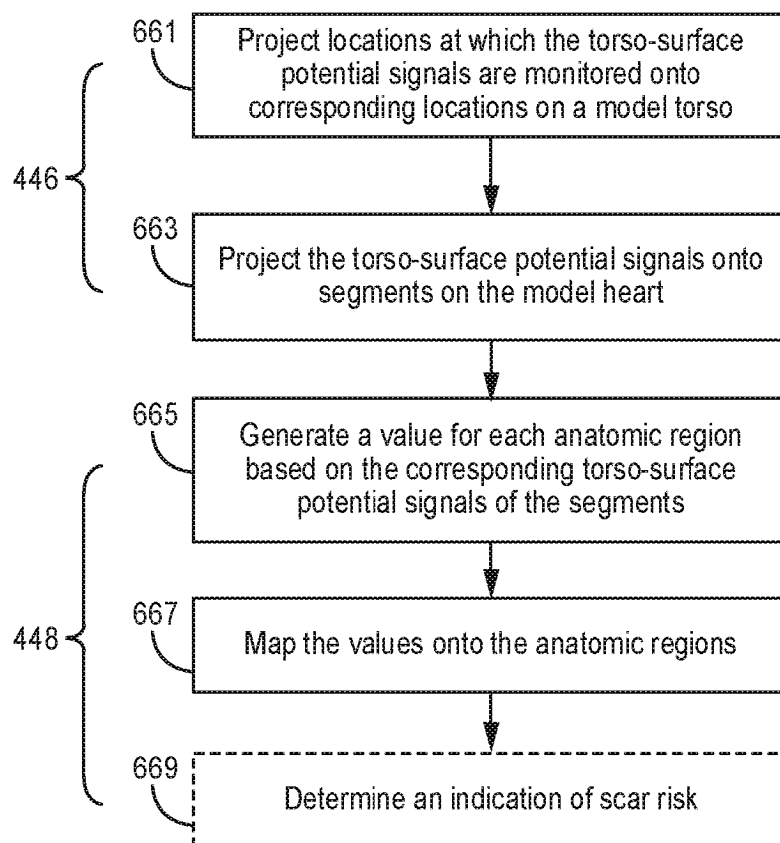 661
Project locations at which the torso-surface
potential signals are monitored onto
corresponding locations on a model torso
446
663
Project the torso-surface potential signals onto
segments on the model heart
665
Generate a value for each anatomic region
based on the corresponding torso-surface
potential signals of the segments
448
667
Map the values onto the anatomic regions
669
Determine an indication of scar risk